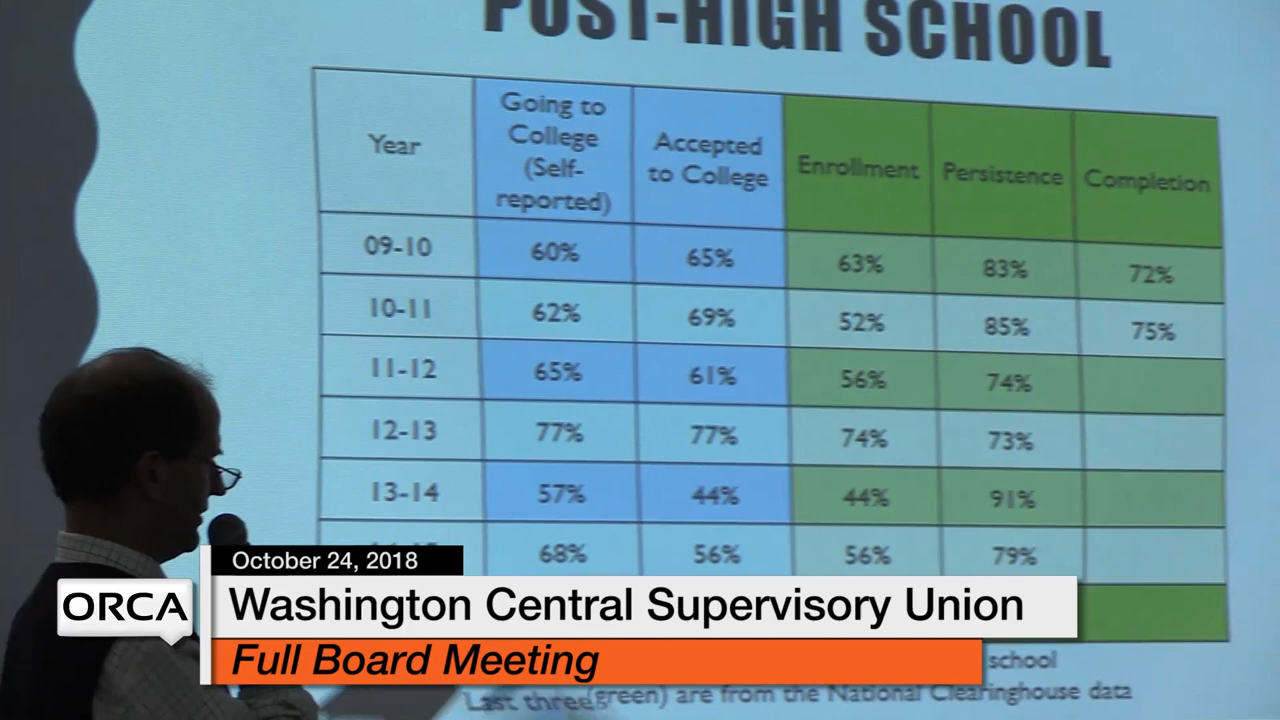 POST-HIGH SCHOOL
Year
Going to
College
(Self-
reported)
Accepted
to College
Enrollment
Persistence
Completion
09-10 60% 65% 63% 83% 72%
10-11 62% 69% 52% 85% 75%
11-12 65% 61% 56% 74%
12-13 77% 77% 74% 73%
13-14 57% 44% 44% 91%
68% 56% 56% 79%
October 24, 2018
ORCA
Washington Central Supervisory Union
Full Board Meeting
school
Last three (green) are from the National Clearinghouse data